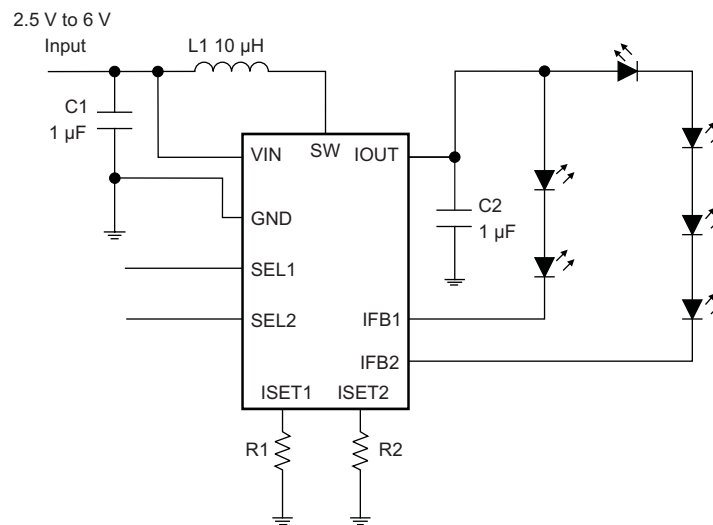 2.5 V to 6 V
Input
L1 10 µH
C1
1 µF
VIN
SW
IOUT
GND
C2
1 µF
SEL1
SEL2
IFB1
IFB2
ISET1
ISET2
R1
R2